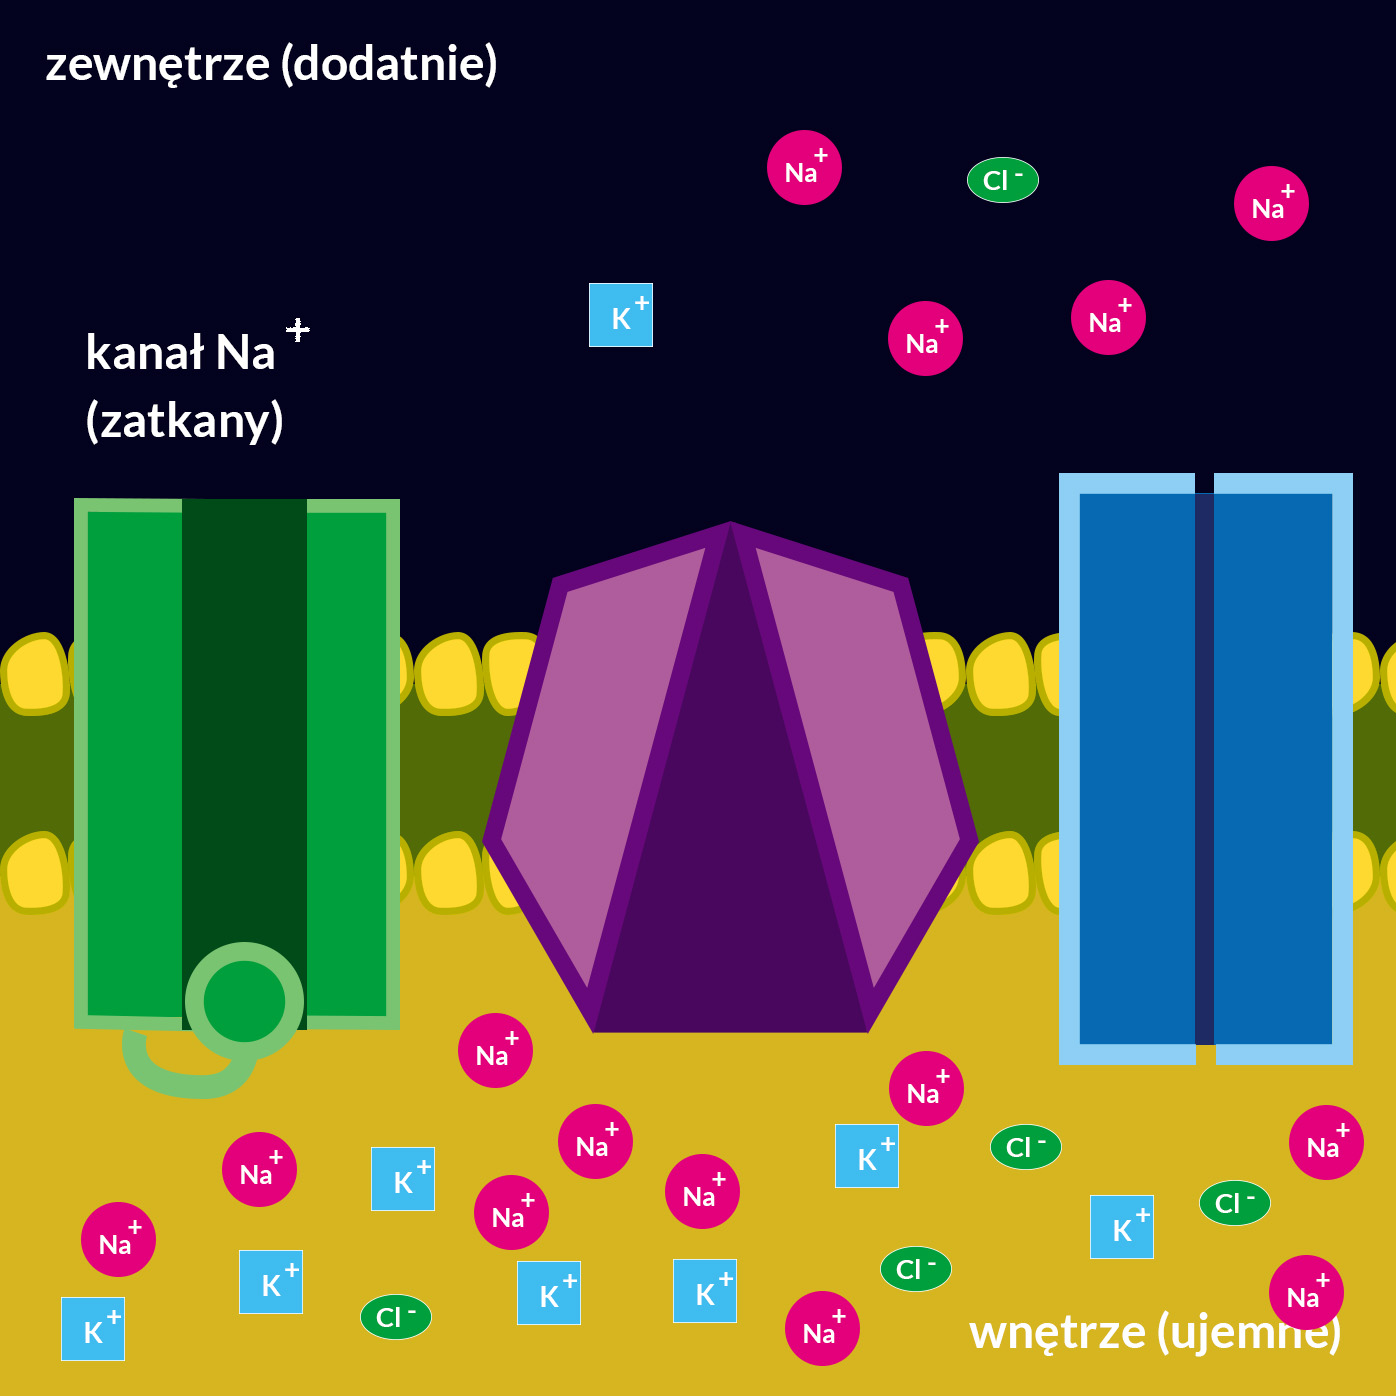 zewnętrze (dodatnie)
Na+
Cl-
Na+
K+
Na+
Na+
kanał Na+
(zatkany)
Na+
Na+
Na+
K+
Cl-
Na+
Na+
K+
Na+
Na+
Cl-
K+
Na+
K+
Cl-
K+
K+
Na+
K+
Cl-
Na+
wnętrze (ujemne)